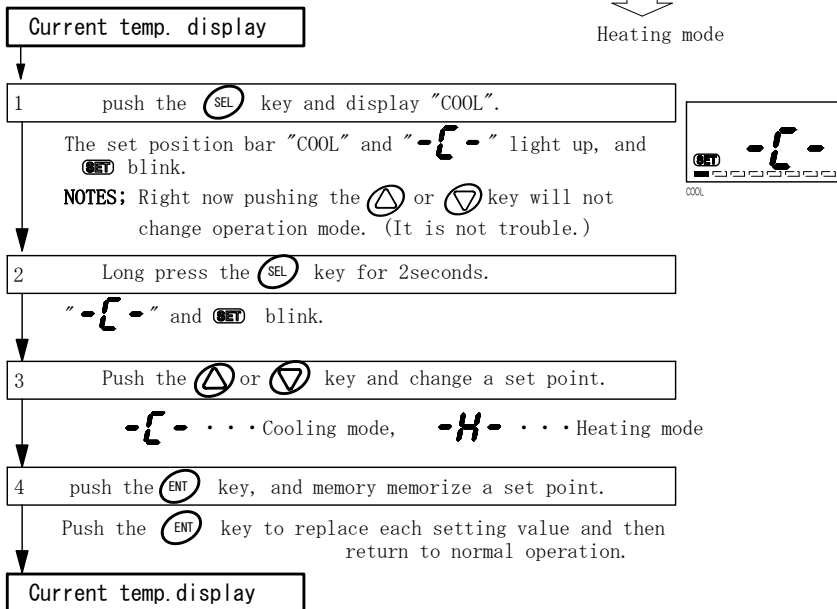 Current temp. display
Heating mode
1 push the SEL key and display "COOL".
The set position bar "COOL" and "-C-" light up, and
SET blink.
NOTES; Right now pushing the △ or ▽ key will not
change operation mode. (It is not trouble.)
SET -C-
COOL
2 Long press the SEL key for 2seconds.
"-C-" and SET blink.
3 Push the △ or ▽ key and change a set point.
-C- ･･･Cooling mode, -H- ･･･Heating mode
4 push the ENT key, and memory memorize a set point.
Push the ENT key to replace each setting value and then
return to normal operation.
Current temp.display